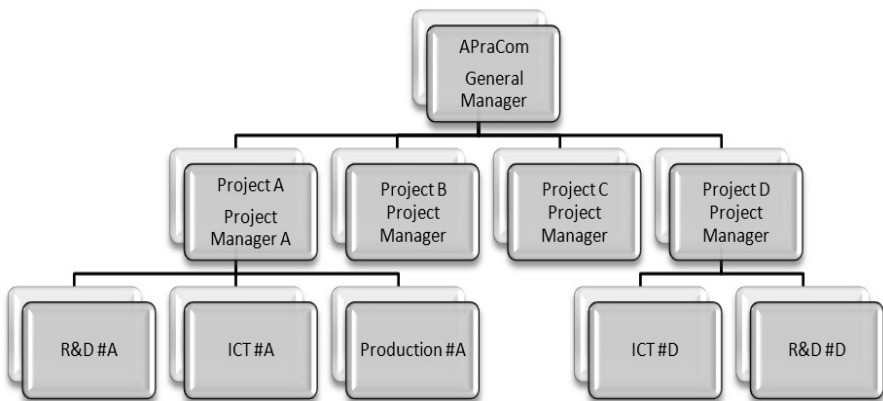 APraCom
General
Manager
Project A
Project
Manager A
Project B
Project
Manager
Project C
Project
Manager
Project D
Project
Manager
R&D #A
ICT #A
Production #A
ICT #D
R&D #D